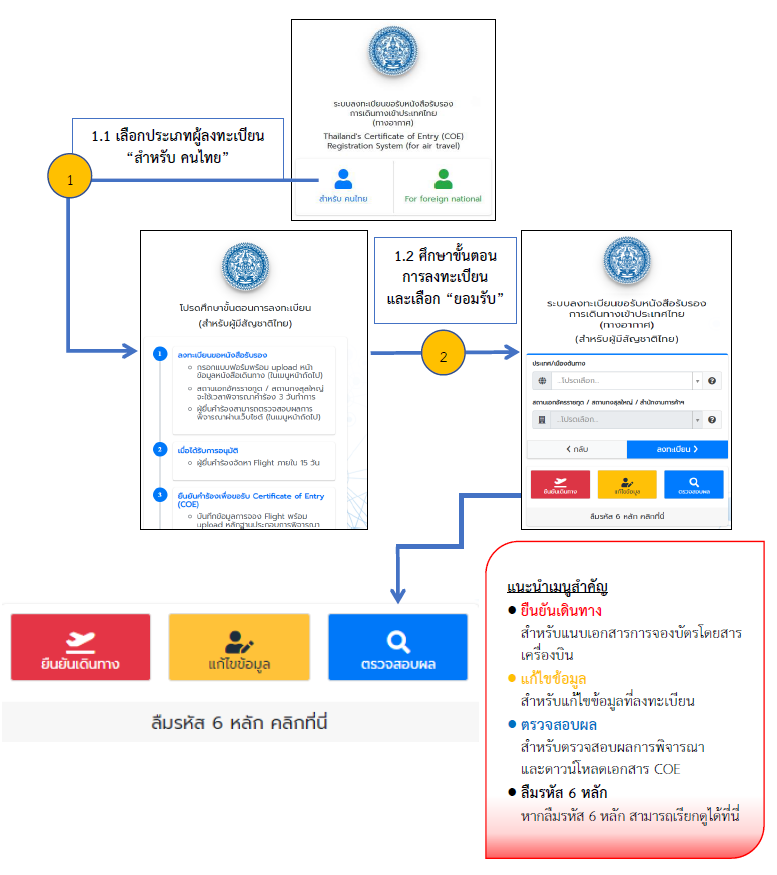 ระบบลงทะเบียนขอรับหนังสือรับรอง
การเดินทางเข้าประเทศไทย
(ทางอากาศ)
Thailand's Certificate of Entry (COE)
Registration System (for air travel)
สำหรับ คนไทย
For foreign national
1.1 เลือกประเภทผู้ลงทะเบียน
“สำหรับ คนไทย”
1
โปรดศึกษาขั้นตอนการลงทะเบียน
(สำหรับผู้มีสัญชาติไทย)
1 ลงทะเบียนขอหนังสือรับรอง
กรอกแบบฟอร์มพร้อม upload หน้า
ข้อมูลหนังสือเดินทาง (ในเมนูหน้าถัดไป)
สถานเอกอัครราชทูต / สถานกงสุลใหญ่
จะใช้เวลาพิจารณาคำร้อง 3 วันทำการ
ผู้ยื่นคำร้องสามารถตรวจสอบผลการ
พิจารณาผ่านเว็บไซต์ (ในเมนูหน้าถัดไป)
2 เมื่อได้รับการอนุมัติ
ผู้ยื่นคำร้องจัดหา Flight ภายใน 15 วัน
3 ยืนยันคำร้องเพื่อขอรับ Certificate of Entry
(COE)
บันทึกข้อมูลการจอง Flight พร้อม
upload หลักฐานประกอบการพิจารณา
1.2 ศึกษาขั้นตอน
การลงทะเบียน
และเลือก “ยอมรับ”
2
ระบบลงทะเบียนขอรับหนังสือรับรอง
การเดินทางเข้าประเทศไทย
(ทางอากาศ)
(สำหรับผู้มีสัญชาติไทย)
ประเทศ/เมืองต้นทาง
...โปรดเลือก...
สถานเอกอัครราชทูต / สถานกงสุลใหญ่ / สำนักงานการค้าฯ
...โปรดเลือก...
กลับ
ลงทะเบียน
ยืนยันเดินทาง
แก้ไขข้อมูล
ตรวจสอบผล
ลืมรหัส 6 หลัก คลิกที่นี่
ยืนยันเดินทาง
แก้ไขข้อมูล
ตรวจสอบผล
ลืมรหัส 6 หลัก คลิกที่นี่
แนะนำเมนูสำคัญ
● ยืนยันเดินทาง
สำหรับแนบเอกสารการจองบัตรโดยสาร
เครื่องบิน
● แก้ไขข้อมูล
สำหรับแก้ไขข้อมูลที่ลงทะเบียน
● ตรวจสอบผล
สำหรับตรวจสอบผลการพิจารณา
และดาวน์โหลดเอกสาร COE
● ลืมรหัส 6 หลัก
หากลืมรหัส 6 หลัก สามารถเรียกดูได้ที่นี่